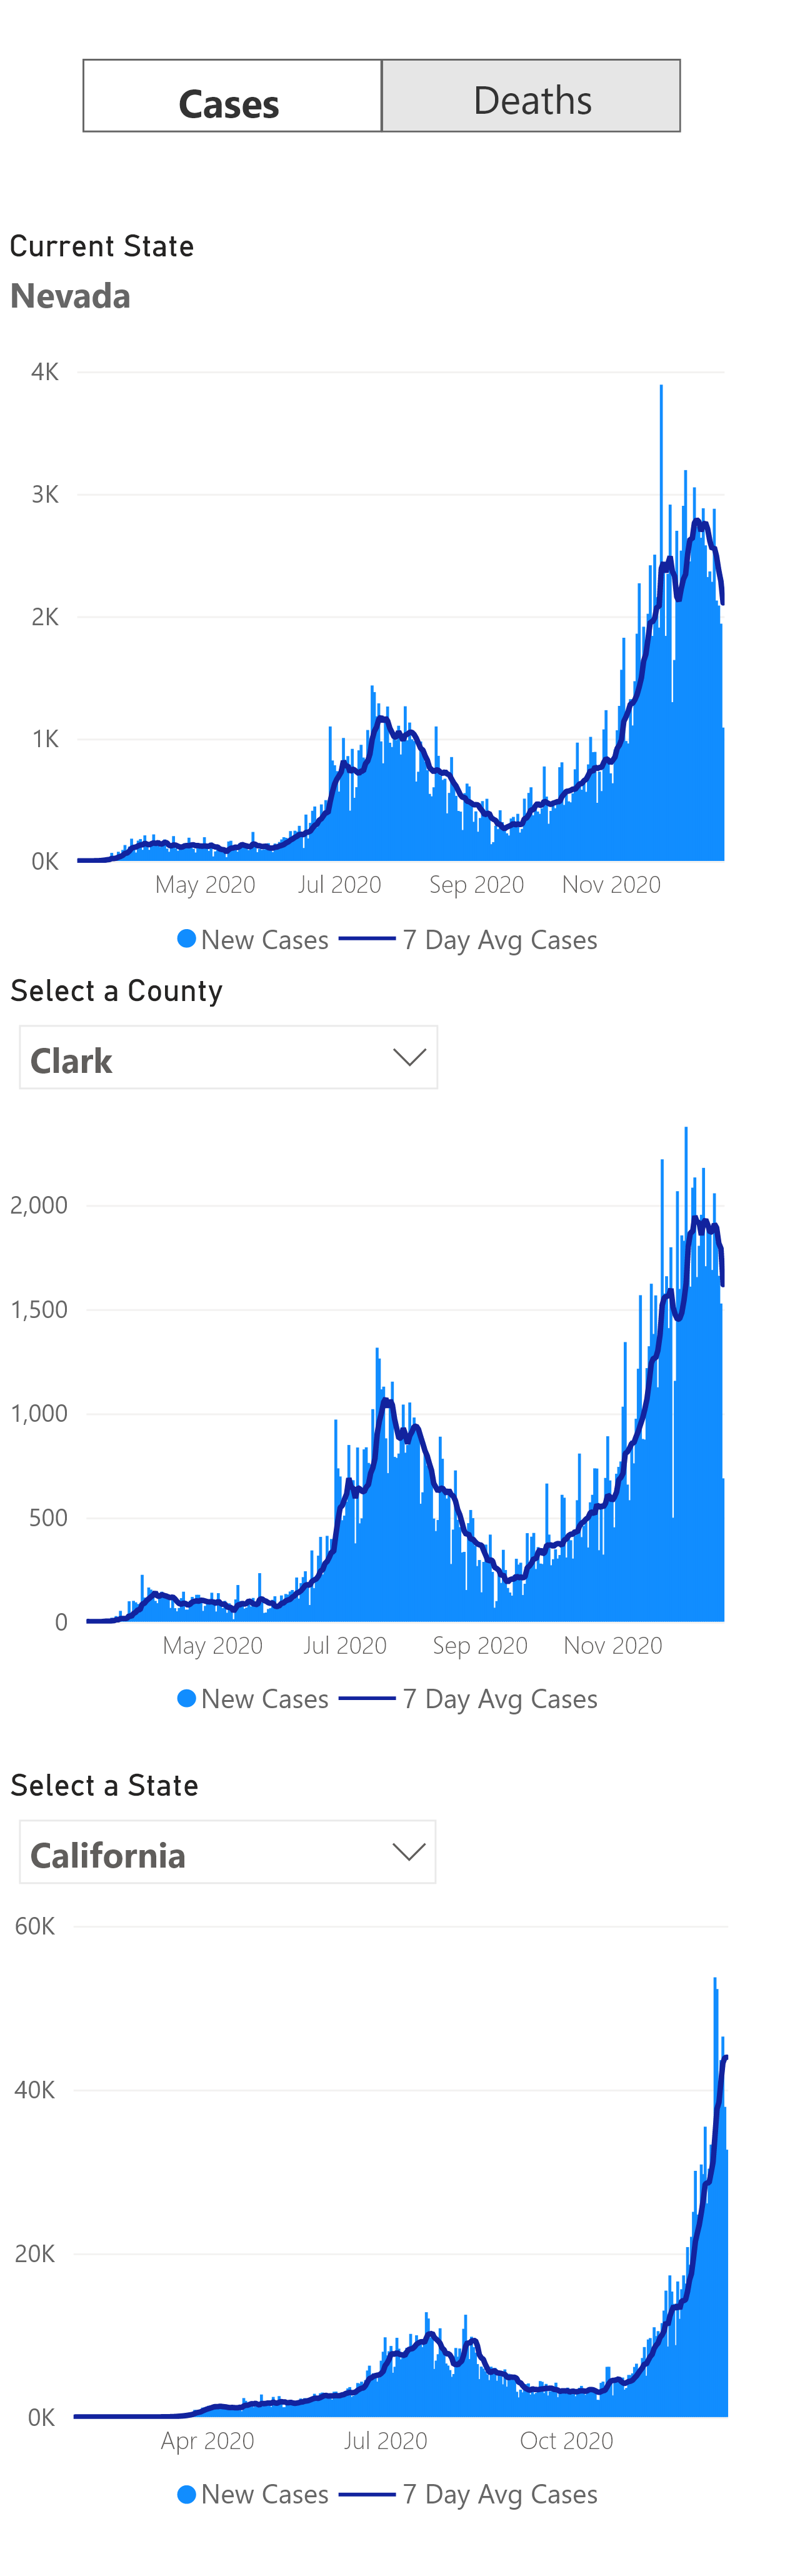 Cases Deaths
Current State
Nevada
4K
3K
2K
1K
0K
May 2020 Jul 2020 Sep 2020 Nov 2020
New Cases 7 Day Avg Cases
Select a County
Clark
2,000
1,500
1,000
500
0
May 2020 Jul 2020 Sep 2020 Nov 2020
New Cases 7 Day Avg Cases
Select a State
California
60K
40K
20K
0K
Apr 2020 Jul 2020 Oct 2020
New Cases 7 Day Avg Cases